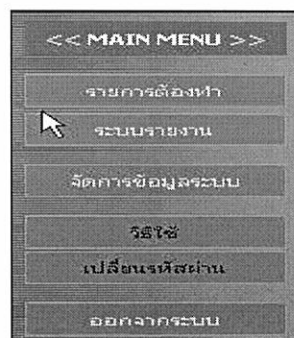 << MAIN MENU >>
รายการต้องทำ
ระบบรายงาน
จัดการข้อมูลระบบ
วิธีใช้
เปลี่ยนรหัสผ่าน
ออกจากระบบ